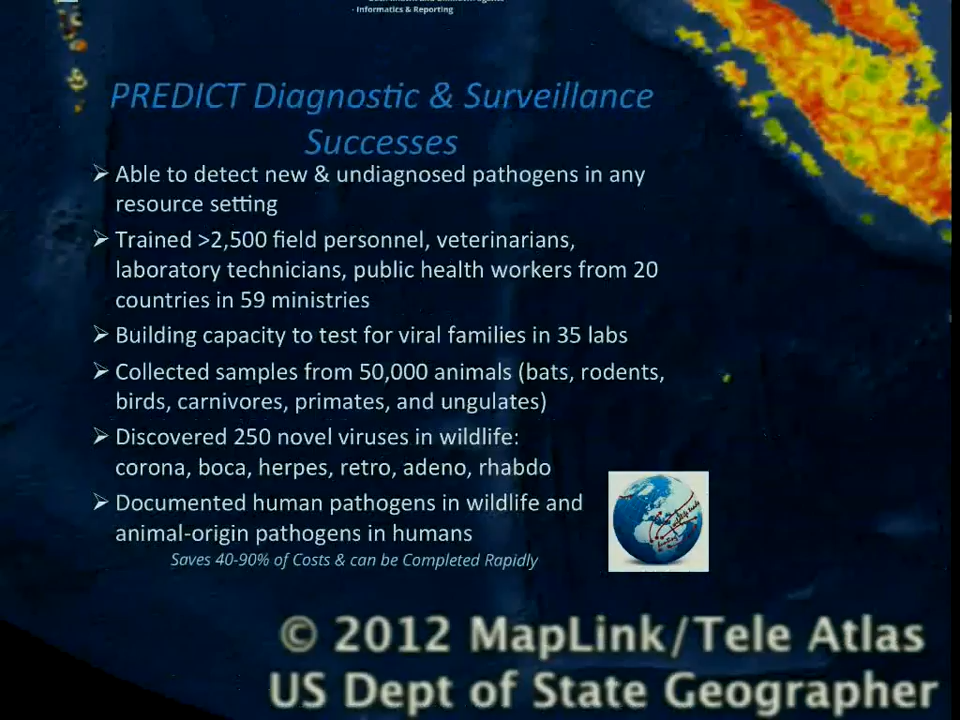 - Informatics & Reporting
PREDICT Diagnostic & Surveillance
Successes
➢ Able to detect new & undiagnosed pathogens in any
resource setting
➢ Trained >2,500 field personnel, veterinarians,
laboratory technicians, public health workers from 20
countries in 59 ministries
➢ Building capacity to test for viral families in 35 labs
➢ Collected samples from 50,000 animals (bats, rodents,
birds, carnivores, primates, and ungulates)
➢ Discovered 250 novel viruses in wildlife:
corona, boca, herpes, retro, adeno, rhabdo
➢ Documented human pathogens in wildlife and
animal-origin pathogens in humans
Saves 40-90% of Costs & can be Completed Rapidly
© 2012 MapLink/Tele Atlas
US Dept of State Geographer